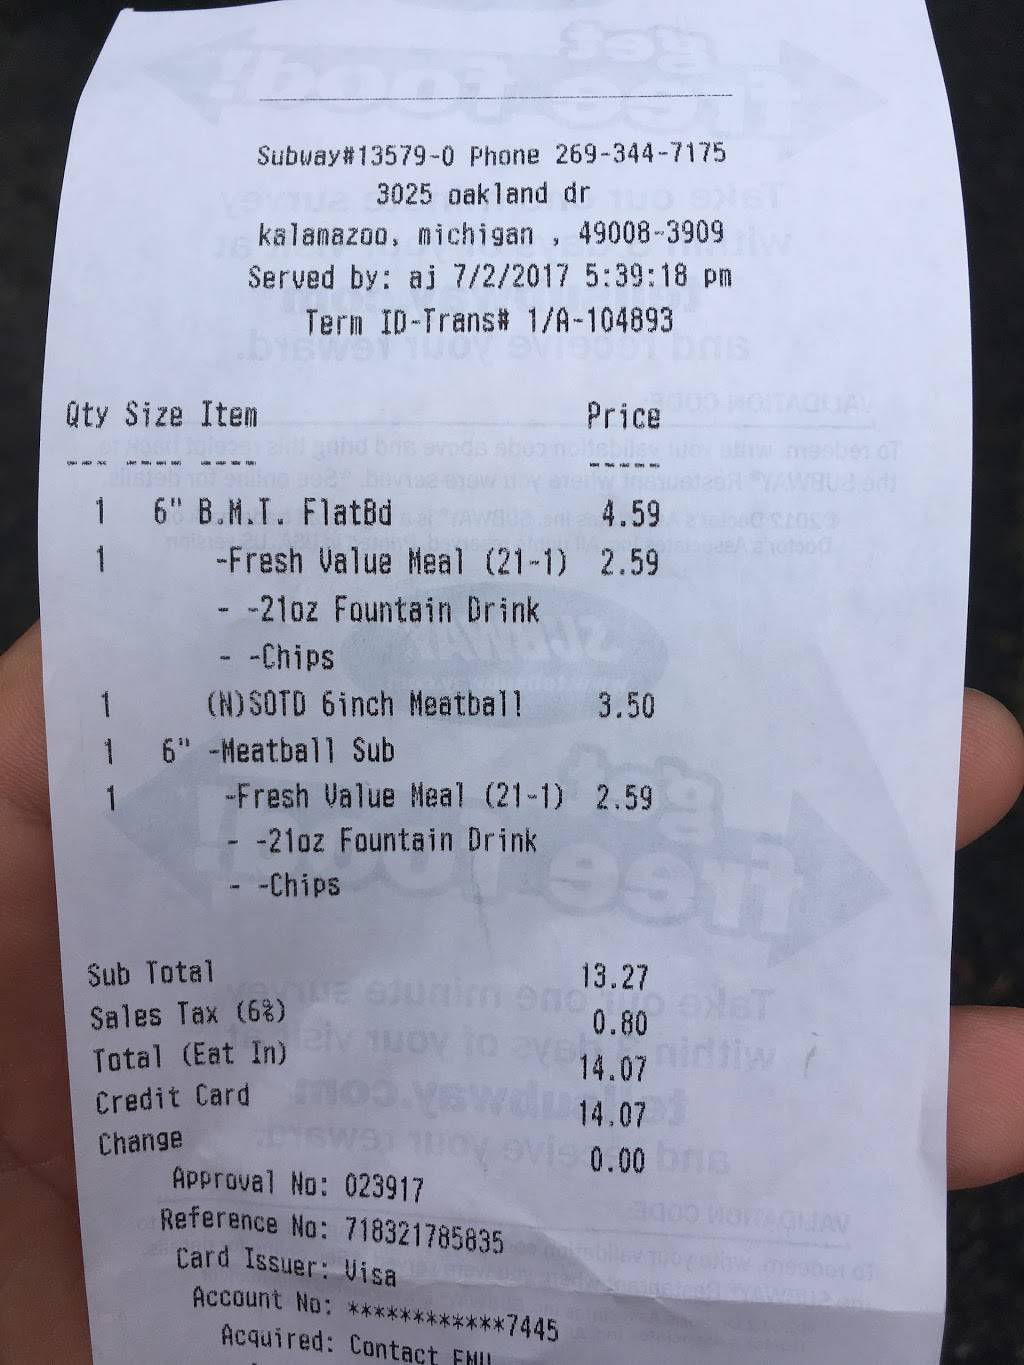 Subway#13579-0 Phone 269-344-7175
3025 oakland dr
kalamazoo, michigan , 49008-3909
Served by: aj 7/2/2017 5:39:18 pm
Term ID-Trans# 1/A-104893
Qty Size Item Price
--- ---- ---- -----
1 6" B.M.T. FlatBd 4.59
1 -Fresh Value Meal (21-1) 2.59
- -21oz Fountain Drink
- -Chips
1 (N)SOTD 6inch Meatball 3.50
1 6" -Meatball Sub
1 -Fresh Value Meal (21-1) 2.59
- -21oz Fountain Drink
- -Chips
Sub Total 13.27
Sales Tax (6%) 0.80
Total (Eat In) 14.07
Credit Card 14.07
Change 0.00
Approval No: 023917
Reference No: 718321785835
Card Issuer: Visa
Account No: ************7445
Acquired: Contact